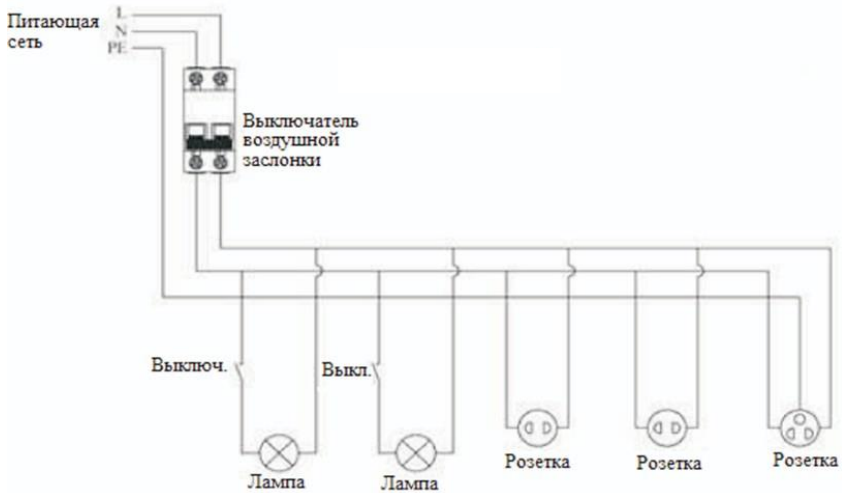 Питающая
сеть
L
N
PE
Выключатель
воздушной
заслонки
Выключ.
Выкл.
Лампа
Лампа
Розетка
Розетка
Розетка